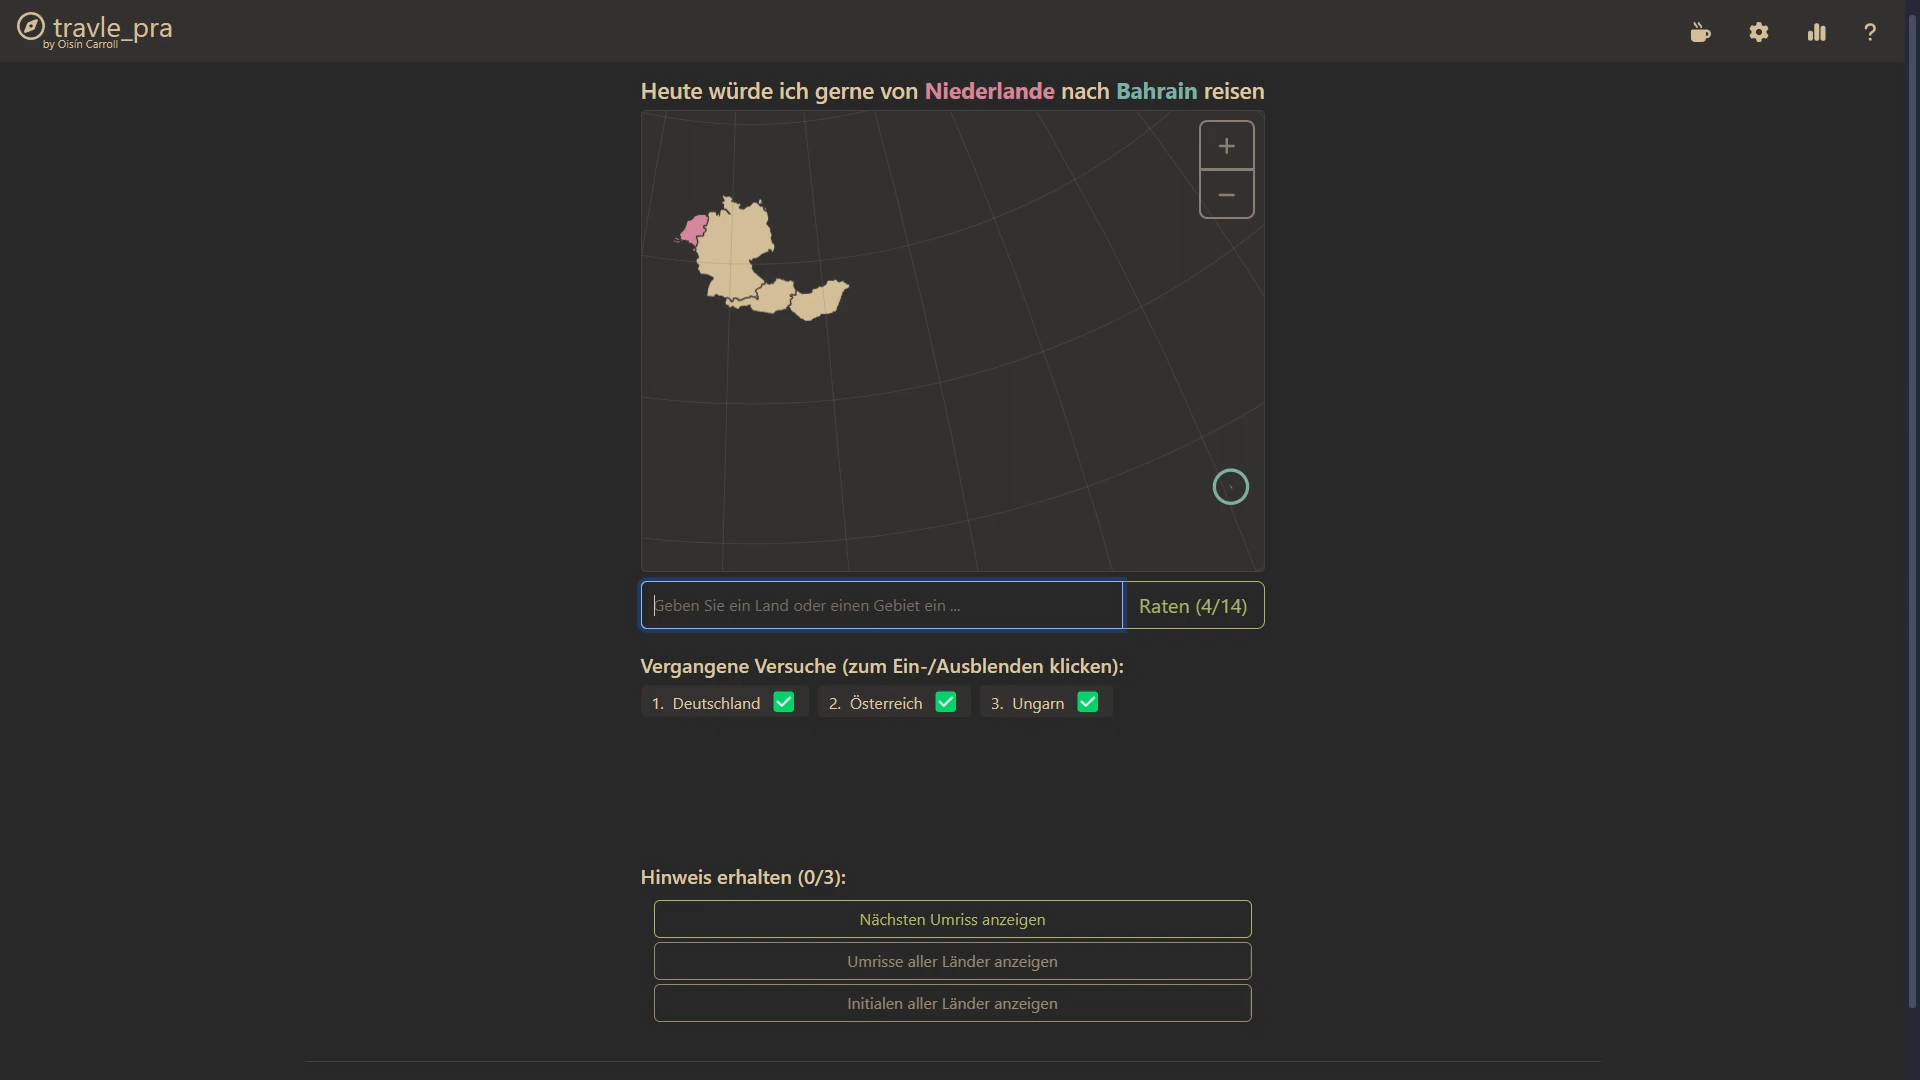 travle_pra
by Oisín Carroll
?
Heute würde ich gerne von Niederlande nach Bahrain reisen
+
−
Geben Sie ein Land oder einen Gebiet ein ...
Raten (4/14)
Vergangene Versuche (zum Ein-/Ausblenden klicken):
1. Deutschland ✅ 2. Österreich ✅ 3. Ungarn ✅
Hinweis erhalten (0/3):
Nächsten Umriss anzeigen
Umrisse aller Länder anzeigen
Initialen aller Länder anzeigen